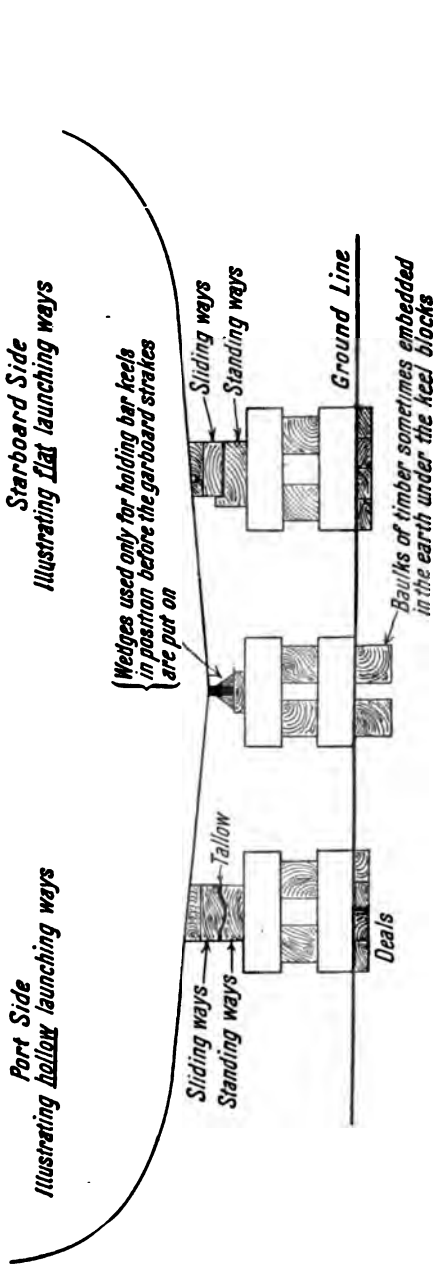 Port Side
Illustrating hollow launching ways
Starboard Side
Illustrating flat launching ways
Wedges used only for holding bar keels
in position before the garboard strakes
are put on
Sliding ways
Standing ways
Tallow
Sliding ways
Standing ways
Ground Line
Deals
Baulks of timber sometimes embedded
in the earth under the keel blocks